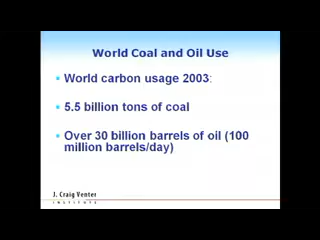 World Coal and Oil Use
World carbon usage 2003:
5.5 billion tons of coal
Over 30 billion barrels of oil (100
million barrels/day)
J. Craig Venter
INSTITUTE